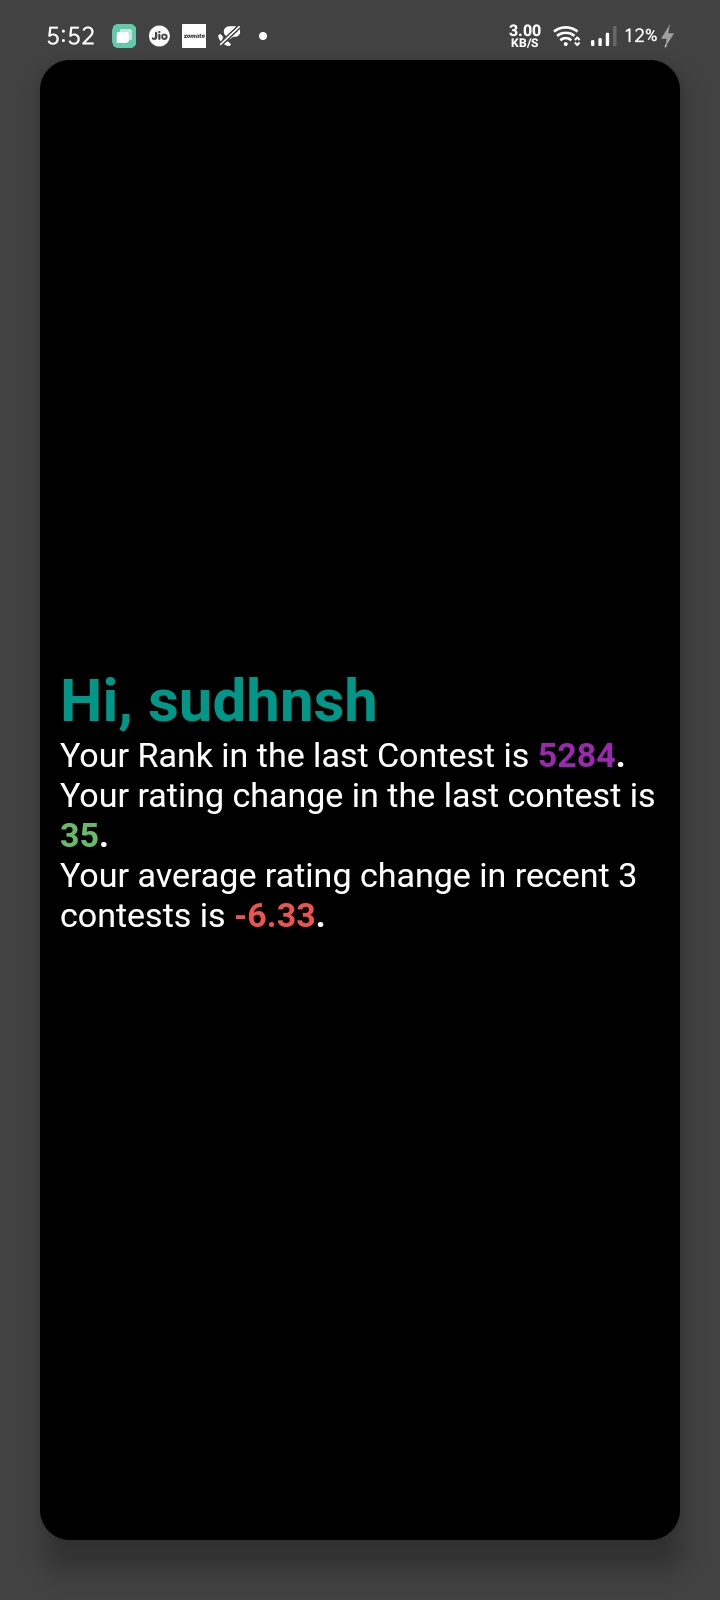 5:52 Jio zomato 3.00 KB/S 12%
Hi, sudhnsh
Your Rank in the last Contest is 5284.
Your rating change in the last contest is
35.
Your average rating change in recent 3
contests is -6.33.